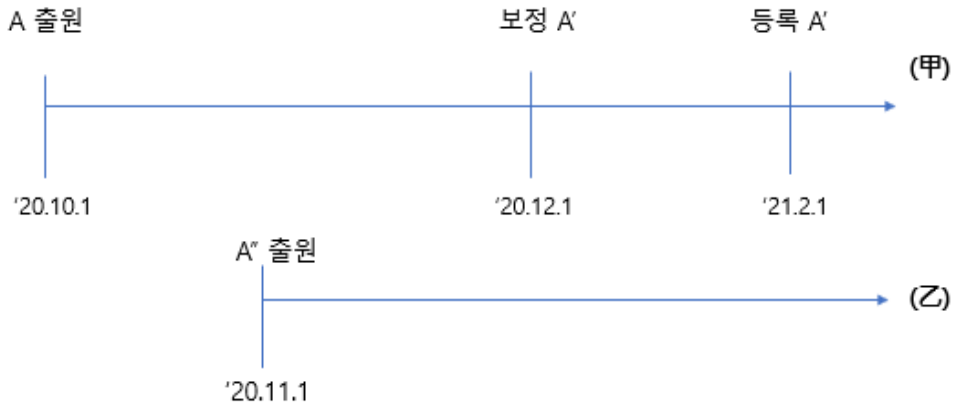 A 출원 보정 A′ 등록 A′
(甲)
‘20.10.1 ‘20.12.1 ‘21.2.1
A″ 출원
(乙)
‘20.11.1